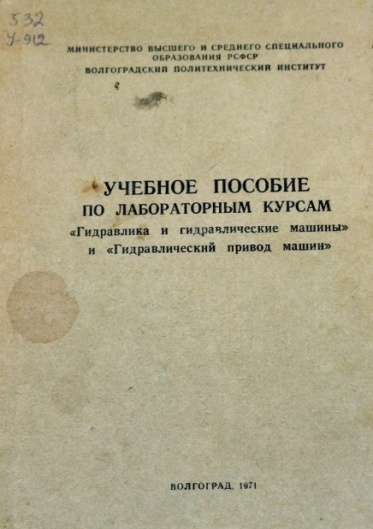 532
У-912
МИНИСТЕРСТВО ВЫСШЕГО И СРЕДНЕГО СПЕЦИАЛЬНОГО
ОБРАЗОВАНИЯ РСФСР
ВОЛГОГРАДСКИЙ ПОЛИТЕХНИЧЕСКИЙ ИНСТИТУТ
УЧЕБНОЕ ПОСОБИЕ
ПО ЛАБОРАТОРНЫМ КУРСАМ
«Гидравлика и гидравлические машины»
и «Гидравлический привод машин»
ВОЛГОГРАД, 1971